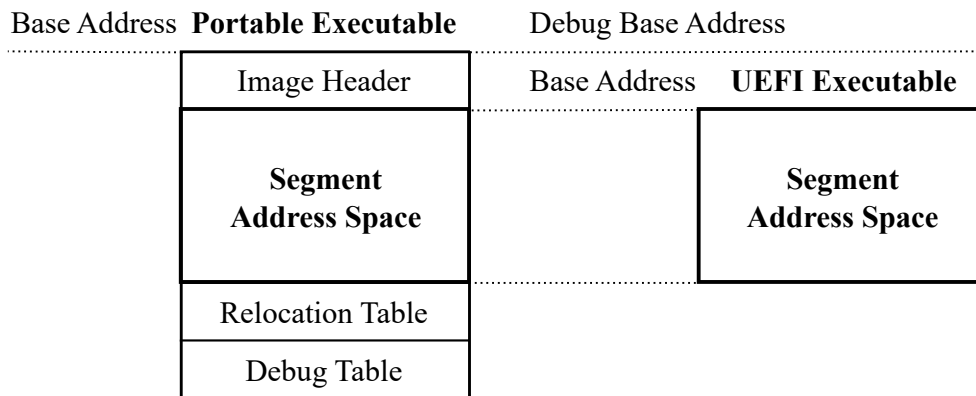 Base Address Portable Executable Debug Base Address
Image Header Base Address UEFI Executable
Segment
Address Space
Segment
Address Space
Relocation Table
Debug Table